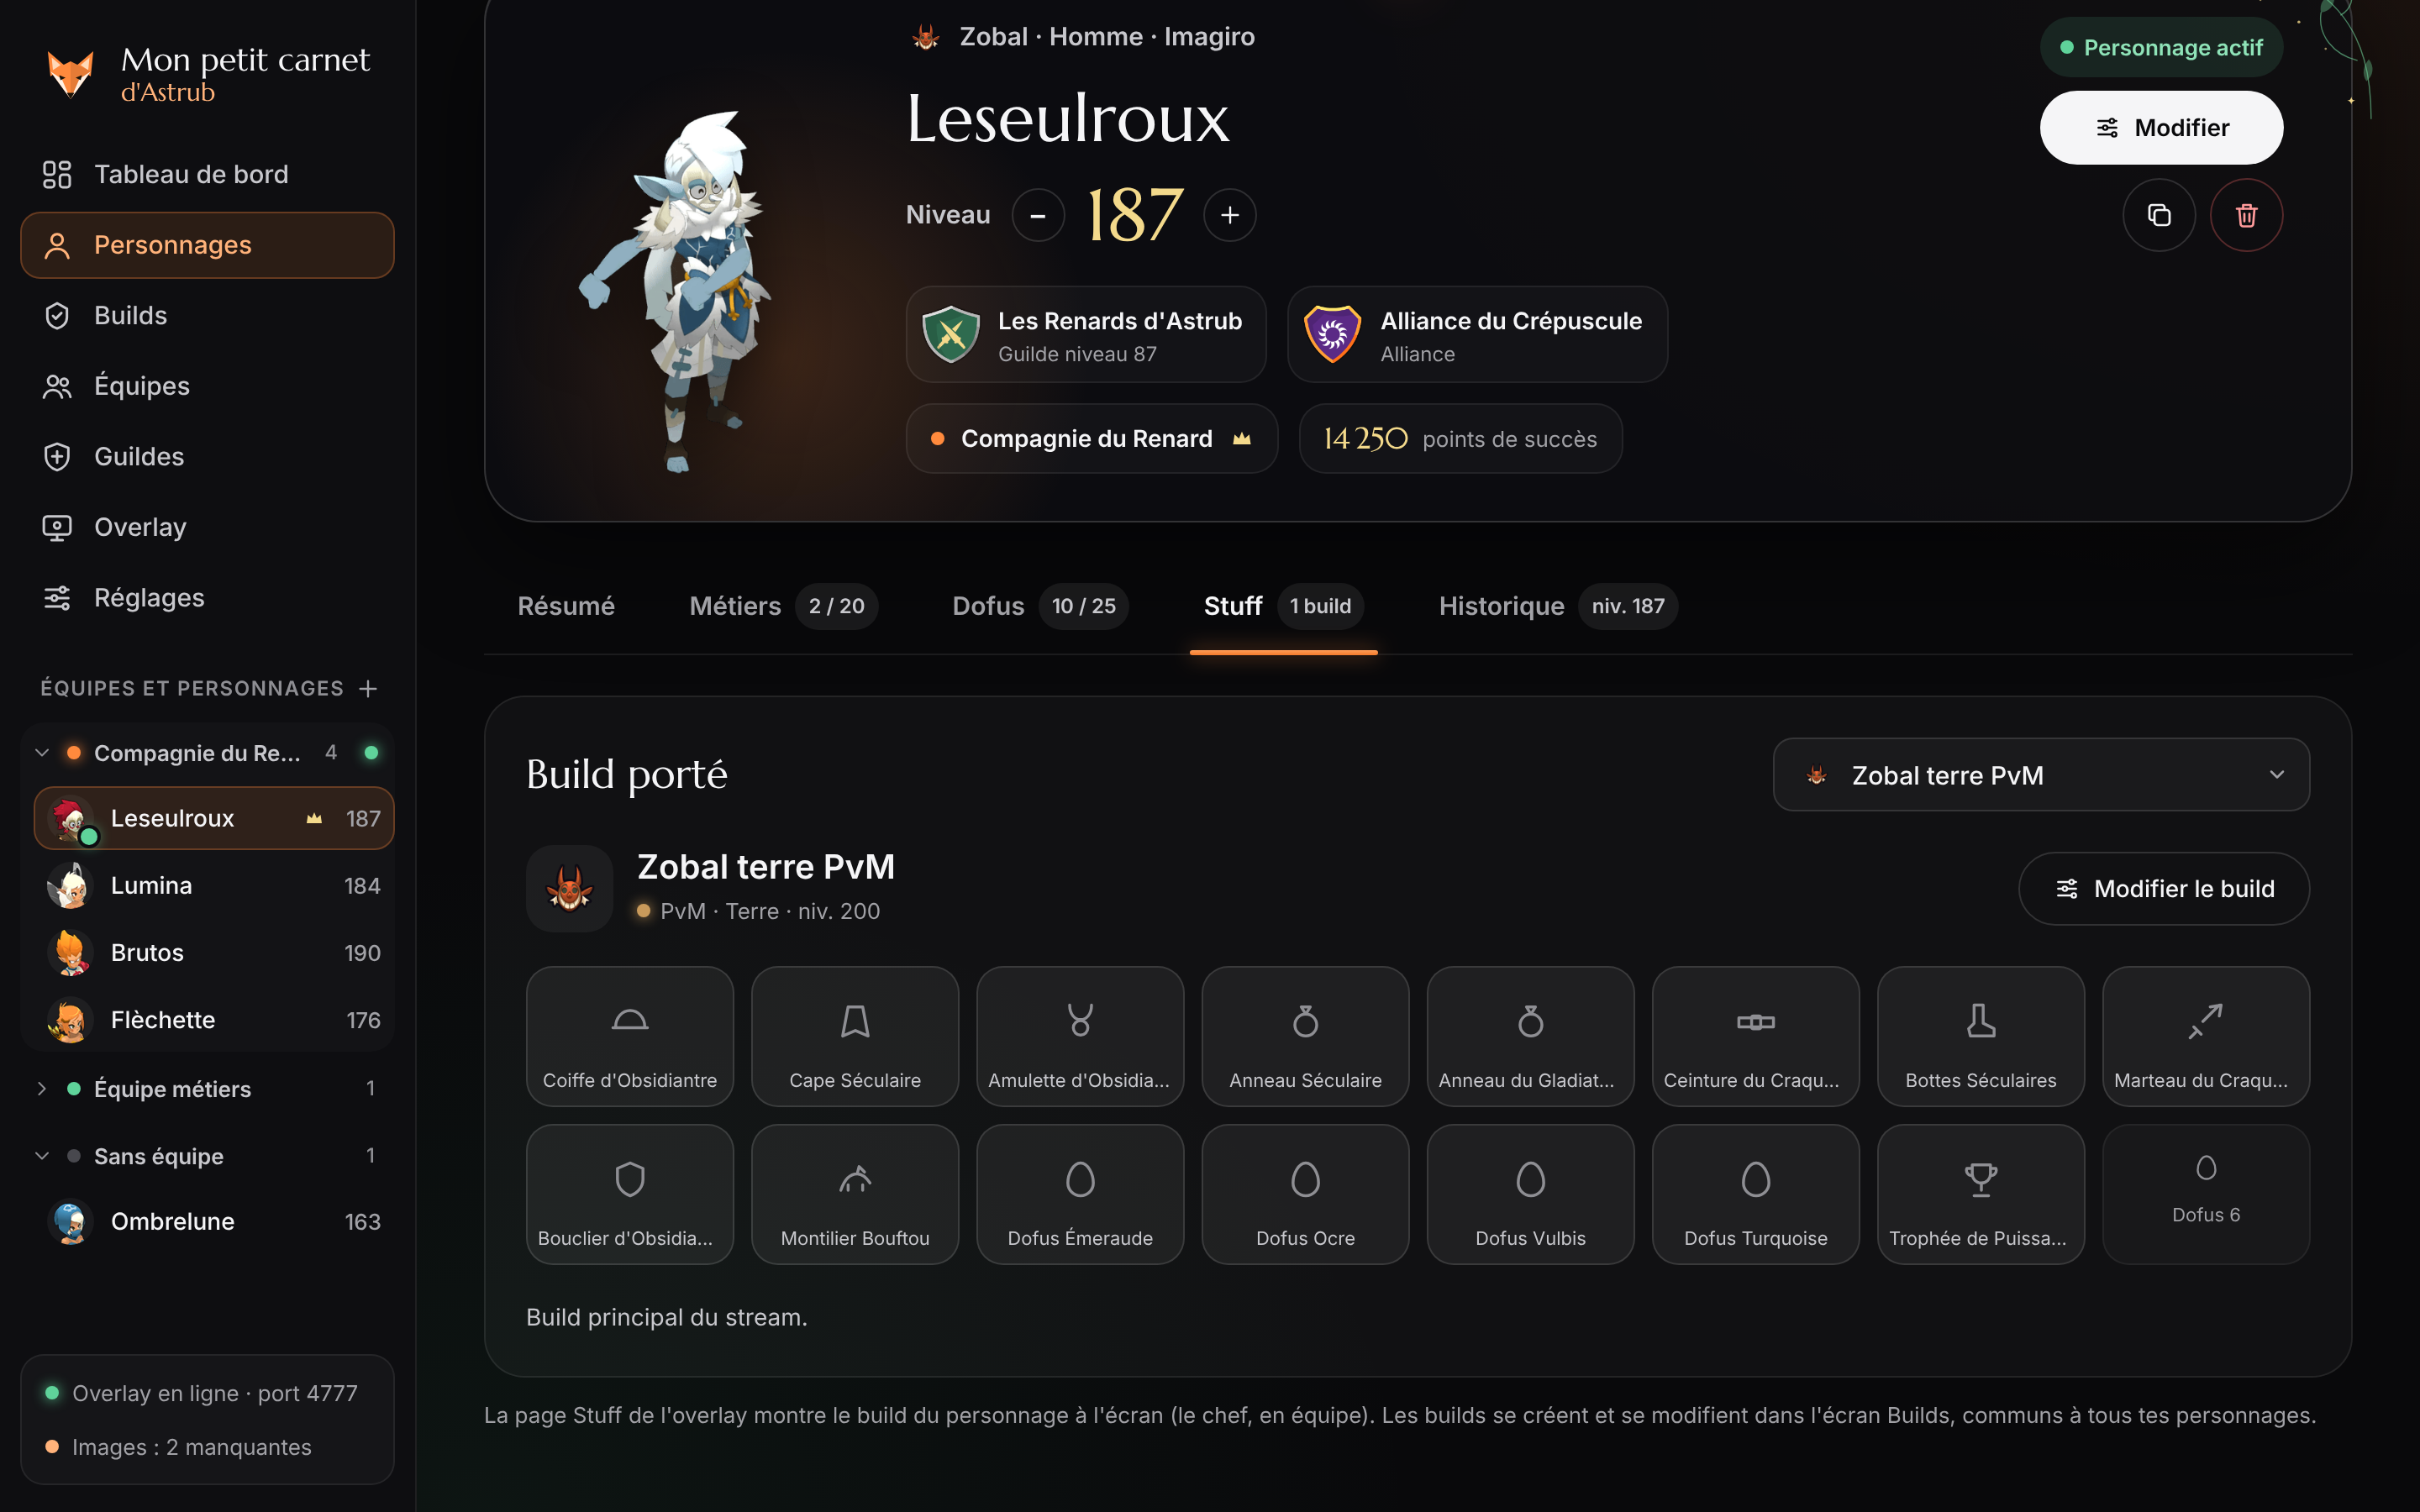 Mon petit carnet
d'Astrub
Tableau de bord
Personnages
Builds
Équipes
Guildes
Overlay
Réglages
ÉQUIPES ET PERSONNAGES
Compagnie du Re... 4
Leseulroux 187
Lumina 184
Brutos 190
Flèchette 176
Équipe métiers 1
Sans équipe 1
Ombrelune 163
Overlay en ligne · port 4777
Images : 2 manquantes
Zobal · Homme · Imagiro
Leseulroux
Niveau − 187 +
Les Renards d'Astrub
Guilde niveau 87
Alliance du Crépuscule
Alliance
Compagnie du Renard
14 250 points de succès
Personnage actif
Modifier
Résumé
Métiers 2 / 20
Dofus 10 / 25
Stuff 1 build
Historique niv. 187
Build porté
Zobal terre PvM
Zobal terre PvM
PvM · Terre · niv. 200
Modifier le build
Coiffe d'Obsidiantre
Cape Séculaire
Amulette d'Obsidia...
Anneau Séculaire
Anneau du Gladiat...
Ceinture du Craqu...
Bottes Séculaires
Marteau du Craqu...
Bouclier d'Obsidia...
Montilier Bouftou
Dofus Émeraude
Dofus Ocre
Dofus Vulbis
Dofus Turquoise
Trophée de Puissa...
Dofus 6
Build principal du stream.
La page Stuff de l'overlay montre le build du personnage à l'écran (le chef, en équipe). Les builds se créent et se modifient dans l'écran Builds, communs à tous tes personnages.